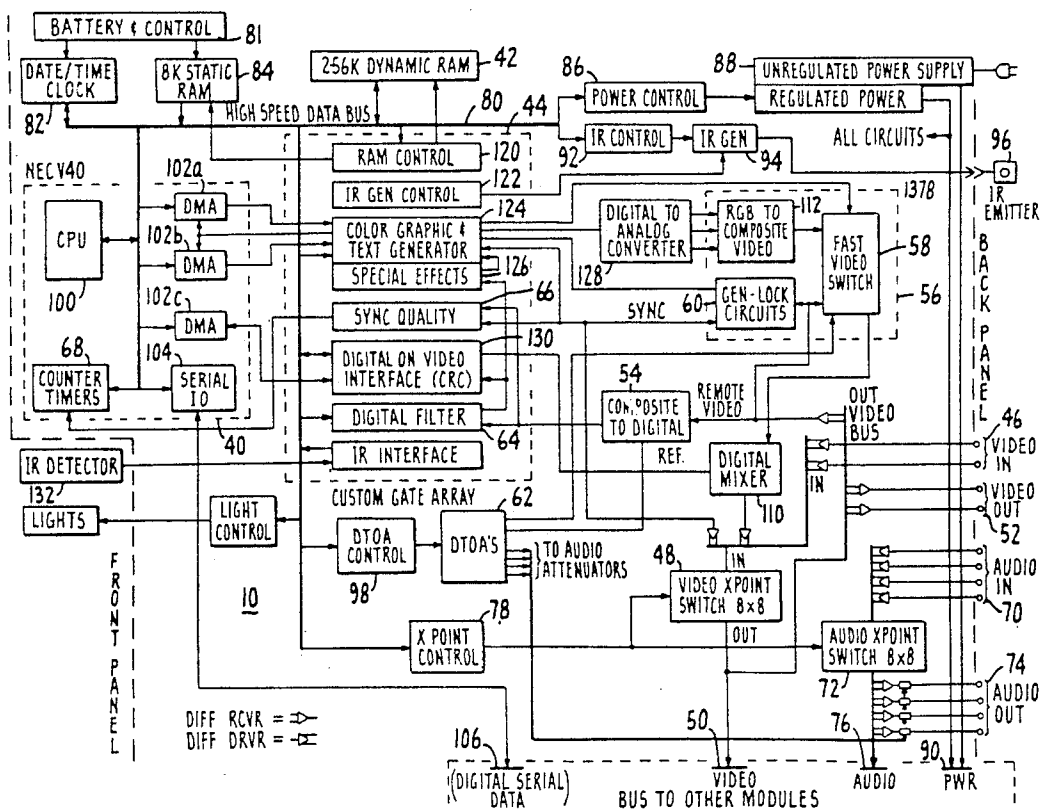 BATTERY & CONTROL
81
DATE/TIME CLOCK
82
8K STATIC RAM
84
256K DYNAMIC RAM
42
HIGH SPEED DATA BUS
80
44
86
POWER CONTROL
88
UNREGULATED POWER SUPPLY
REGULATED POWER
ALL CIRCUITS
IR CONTROL
92
IR GEN
94
96
IR EMITTER
NEC V40
CPU
100
102a
DMA
102b
DMA
102c
DMA
68
COUNTER TIMERS
104
SERIAL IO
40
RAM CONTROL
120
IR GEN CONTROL
122
COLOR GRAPHIC & TEXT GENERATOR
124
SPECIAL EFFECTS
126
66
SYNC QUALITY
130
DIGITAL ON VIDEO INTERFACE (CRC)
DIGITAL FILTER
64
IR INTERFACE
CUSTOM GATE ARRAY
DIGITAL TO ANALOG CONVERTER
128
112
RGB TO COMPOSITE VIDEO
1378
FAST VIDEO SWITCH
58
56
60
GEN-LOCK CIRCUITS
SYNC
54
COMPOSITE TO DIGITAL
REMOTE VIDEO
REF.
OUT VIDEO BUS
DIGITAL MIXER
110
IN
IN
BACK PANEL
46
VIDEO IN
VIDEO OUT
52
AUDIO IN
70
74
AUDIO OUT
IR DETECTOR
132
LIGHTS
LIGHT CONTROL
10
FRONT PANEL
DTOA CONTROL
98
62
DTOA'S
TO AUDIO ATTENUATORS
48
VIDEO XPOINT SWITCH 8x8
OUT
78
X POINT CONTROL
AUDIO XPOINT SWITCH 8x8
72
DIFF RCVR =
DIFF DRVR =
106
(DIGITAL SERIAL) DATA
50
VIDEO
76
AUDIO
90
PWR
BUS TO OTHER MODULES